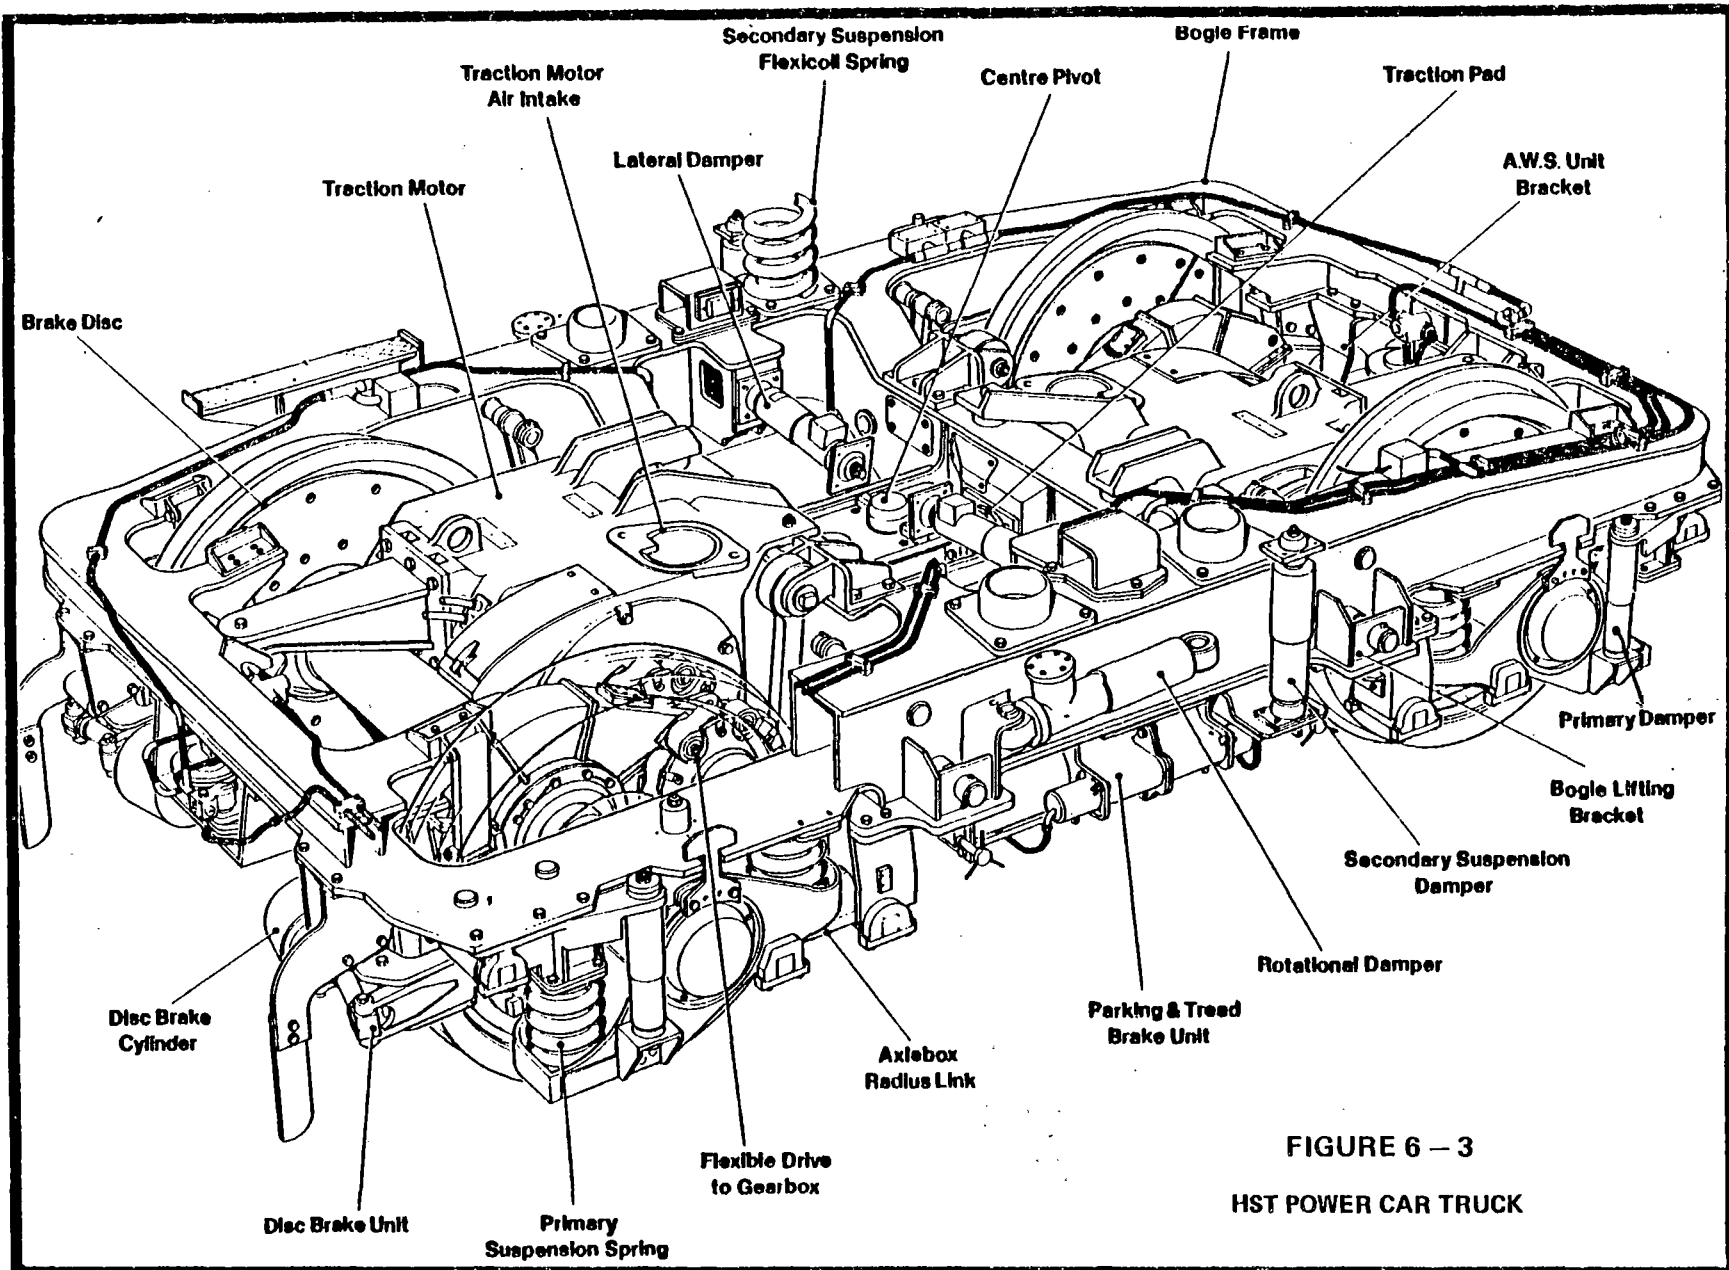 Secondary Suspension
Flexicoil Spring
Bogie Frame
Traction Motor
Air Intake
Centre Pivot
Traction Pad
Lateral Damper
A.W.S. Unit
Bracket
Traction Motor
Brake Disc
Primary Damper
Bogie Lifting
Bracket
Secondary Suspension
Damper
Rotational Damper
Parking & Tread
Brake Unit
Disc Brake
Cylinder
Axlebox
Radius Link
Flexible Drive
to Gearbox
Disc Brake Unit
Primary
Suspension Spring
FIGURE 6 – 3
HST POWER CAR TRUCK